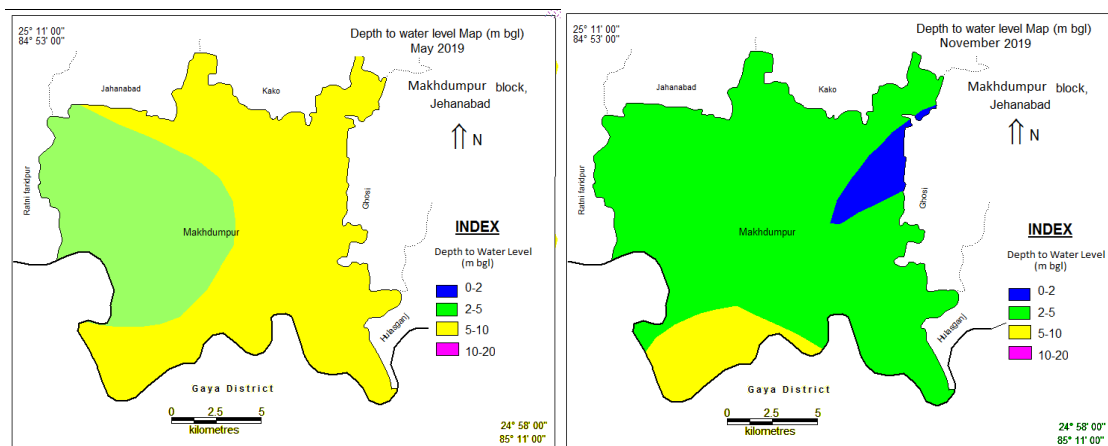 25° 11' 00"
84° 53' 00"
Depth to water level Map (m bgl)
May 2019
Makhdumpur block,
Jehanabad
N
Jahanabad
Kako
Ratni faridpur
Ghosi
Makhdumpur
Hulasganj
INDEX
Depth to Water Level
(m bgl)
0-2
2-5
5-10
10-20
Gaya District
0 2.5 5
kilometres
24° 58' 00"
85° 11' 00"
25° 11' 00"
84° 53' 00"
Depth to water level Map (m bgl)
November 2019
Makhdumpur block,
Jehanabad
N
Jahanabad
Kako
Ratni faridpur
Ghosi
Makhdumpur
Hulasganj
INDEX
Depth to Water Level
(m bgl)
0-2
2-5
5-10
10-20
Gaya District
0 2.5 5
kilometres
24° 58' 00"
85° 11' 00"